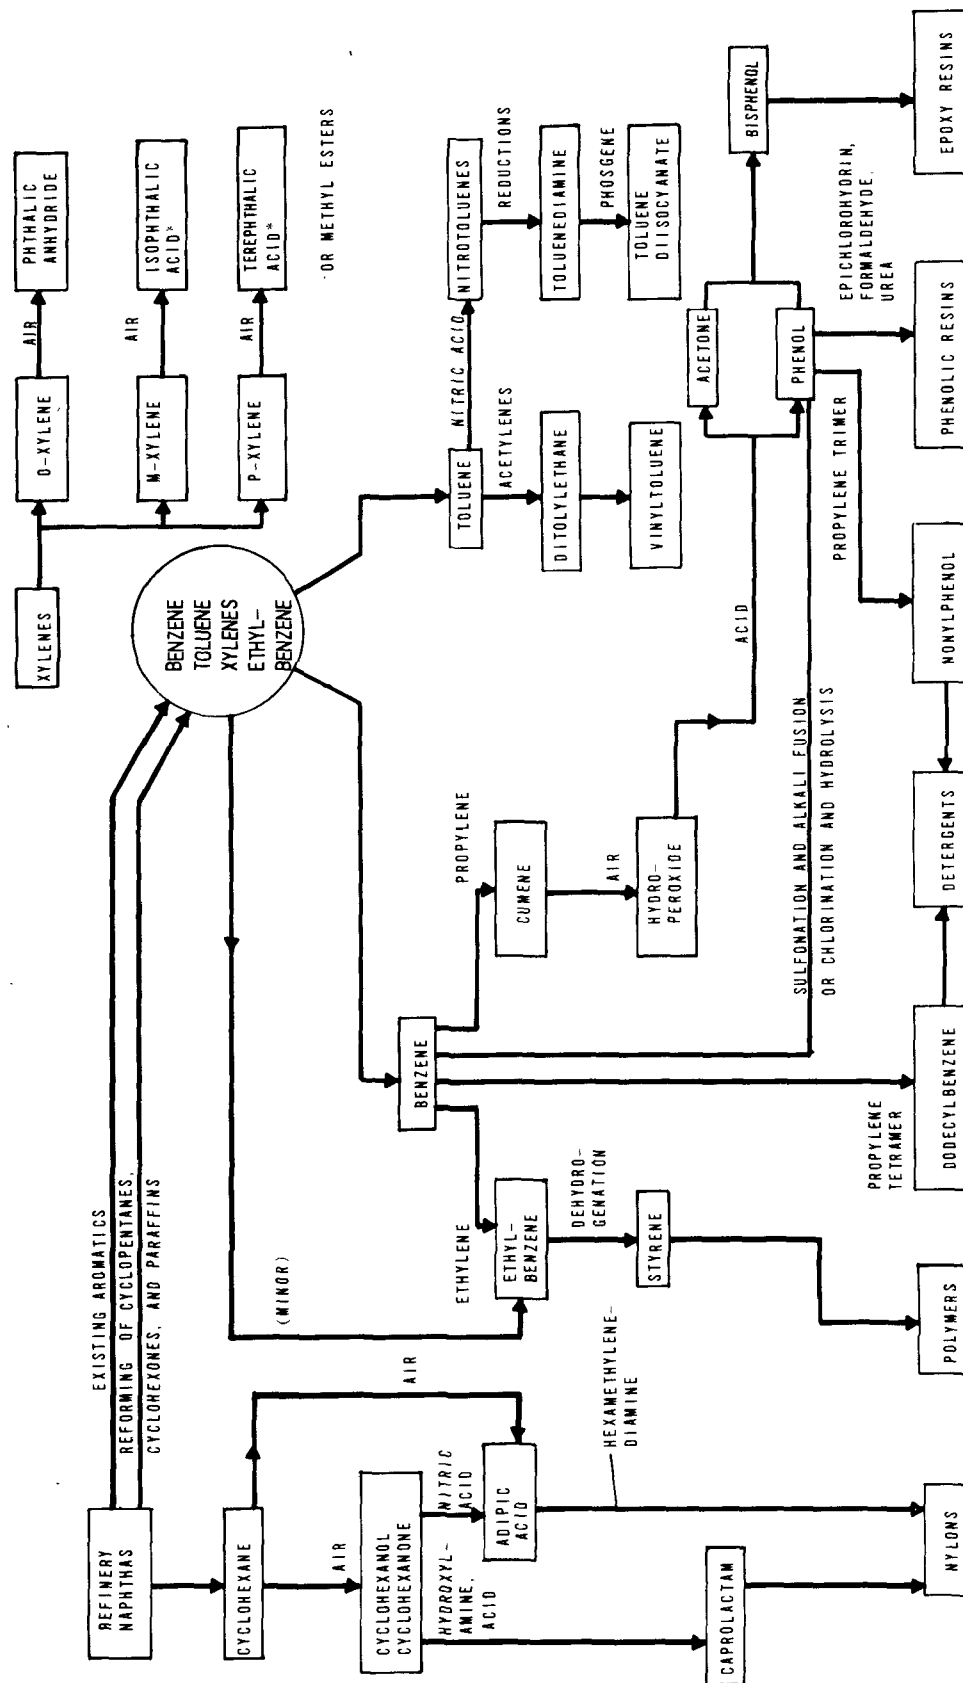 REFINERY
NAPHTHAS
EXISTING AROMATICS
REFORMING OF CYCLOPENTANES,
CYCLOHEXONES, AND PARAFFINS
BENZENE
TOLUENE
XYLENES
ETHYL-
BENZENE
XYLENES
O-XYLENE
AIR
PHTHALIC
ANHYDRIDE
M-XYLENE
AIR
ISOPHTHALIC
ACID*
P-XYLENE
AIR
TEREPHTHALIC
ACID*
OR METHYL ESTERS
CYCLOHEXANE
AIR
AIR
CYCLOHEXANOL
CYCLOHEXANONE
HYDROXYL-
AMINE,
ACID
NITRIC
ACID
ADIPIC
ACID
HEXAMETHYLENE-
DIAMINE
CAPROLACTAM
NYLONS
(MINOR)
BENZENE
ETHYLENE
ETHYL-
BENZENE
DEHYDRO-
GENATION
STYRENE
POLYMERS
PROPYLENE
CUMENE
AIR
HYDRO-
PEROXIDE
ACID
SULFONATION AND ALKALI FUSION
OR CHLORINATION AND HYDROLYSIS
PROPYLENE
TETRAMER
DODECYLBENZENE
DETERGENTS
NONYLPHENOL
PROPYLENE TRIMER
TOLUENE
NITRIC ACID
NITROTOLUENES
REDUCTIONS
TOLUENEDIAMINE
PHOSGENE
TOLUENE
DIISOCYANATE
ACETYLENES
DITOLYLETHANE
VINYLTOLUENE
ACETONE
PHENOL
BISPHENOL
EPICHLOROHYDRIN,
FORMALDEHYDE,
UREA
PHENOLIC RESINS
EPOXY RESINS